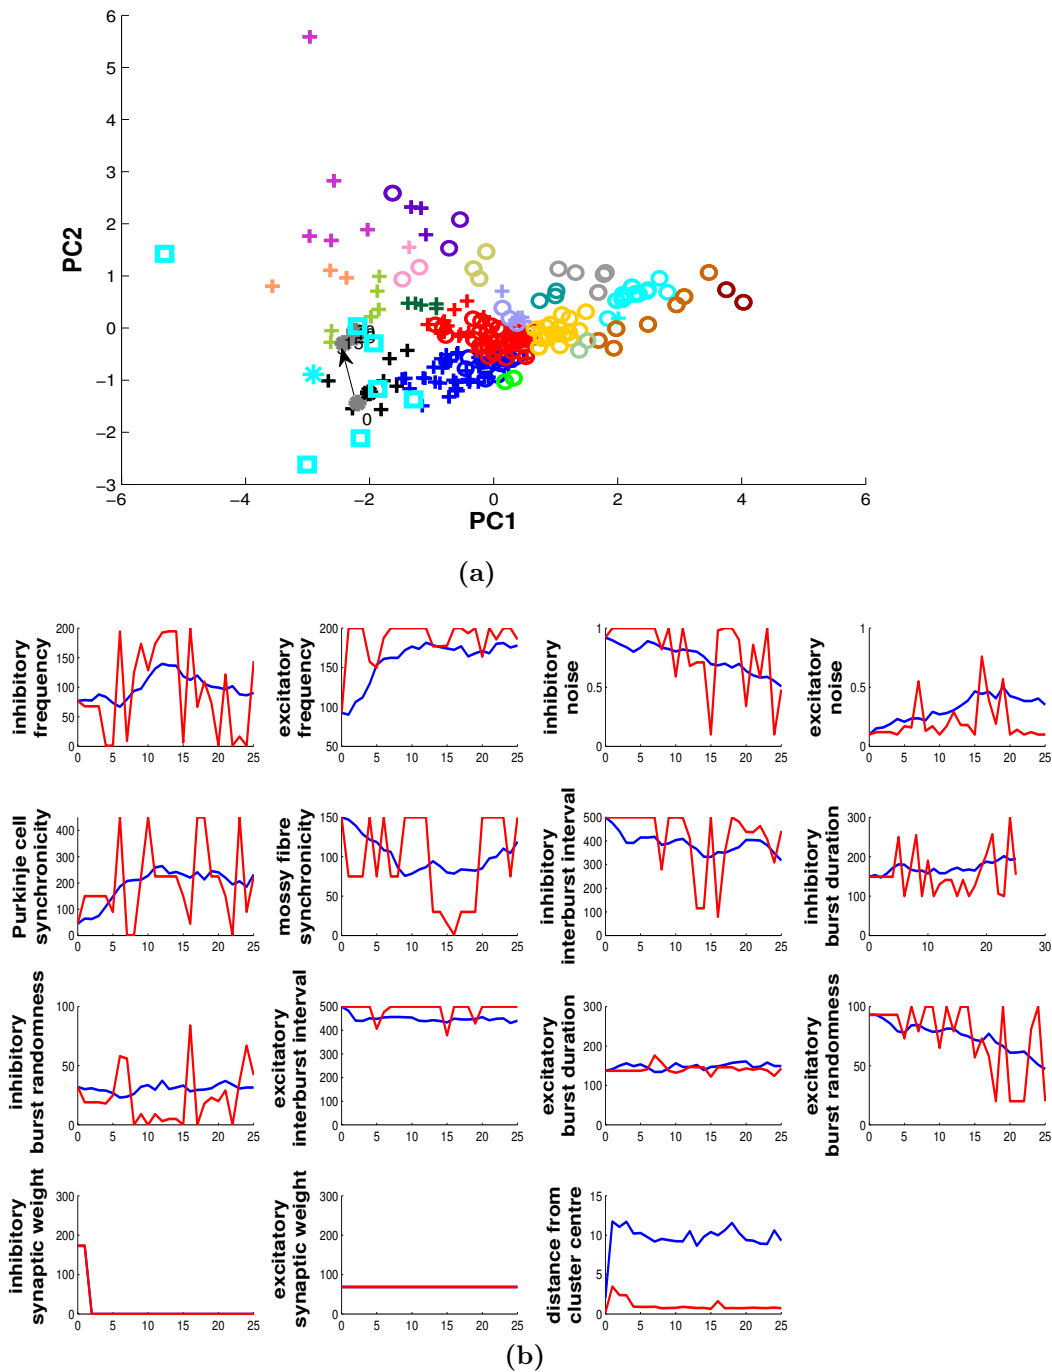 6
5
4
3
2
1
0
−1
−2
−3
PC2
15
0
−6 −4 −2 0 2 4 6
PC1
(a)
inhibitory frequency
200
150
100
50
0
0 5 10 15 20 25
excitatory frequency
200
150
100
50
0 5 10 15 20 25
inhibitory noise
1
0.5
0
0 5 10 15 20 25
excitatory noise
1
0.5
0
0 5 10 15 20 25 30
Purkinje cell synchronicity
400
300
200
100
0
0 5 10 15 20 25
mossy fibre synchronicity
150
100
50
0
0 5 10 15 20 25
inhibitory interburst interval
500
400
300
200
100
0
0 5 10 15 20 25
inhibitory burst duration
300
200
100
0
0 10 20 30
inhibitory burst randomness
100
50
0
0 5 10 15 20 25
excitatory interburst interval
500
400
300
200
100
0
0 5 10 15 20 25
excitatory burst duration
300
200
100
0
0 5 10 15 20 25
excitatory burst randomness
100
50
0
0 5 10 15 20 25
inhibitory synaptic weight
300
200
100
0
0 5 10 15 20 25
excitatory synaptic weight
300
200
100
0
0 5 10 15 20 25
distance from cluster centre
15
10
5
0
0 5 10 15 20 25
(b)